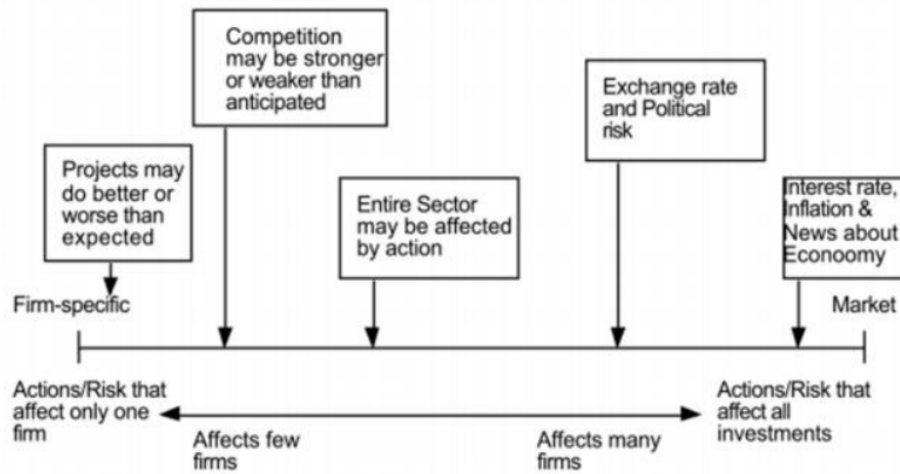 Competition
may be stronger
or weaker than
anticipated
Exchange rate
and Political
risk
Projects may
do better or
worse than
expected
Entire Sector
may be affected
by action
Interest rate,
Inflation &
News about
Econoomy
Firm-specific
Market
Actions/Risk that
affect only one
firm
Affects few
firms
Affects many
firms
Actions/Risk that
affect all
investments